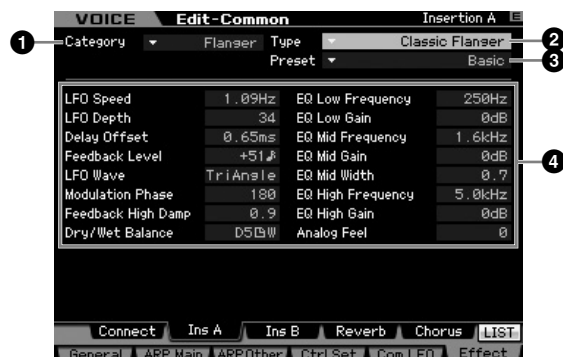 VOICE Edit-Common Insertion A E
1 Category Flanger Type Classic Flanger 2
Preset Basic 3
LFO Speed 1.09Hz EQ Low Frequency 250Hz
LFO Depth 34 EQ Low Gain 0dB
Delay Offset 0.65ms EQ Mid Frequency 1.6kHz
Feedback Level +51 EQ Mid Gain 0dB 4
LFO Wave TriAngle EQ Mid Width 0.7
Modulation Phase 180 EQ High Frequency 5.0kHz
Feedback High Damp 0.9 EQ High Gain 0dB
Dry/Wet Balance Analog Feel 0
Connect Ins A Ins B Reverb Chorus LIST
General ARP Main ARP Other Ctrl Set Com LFO Effect